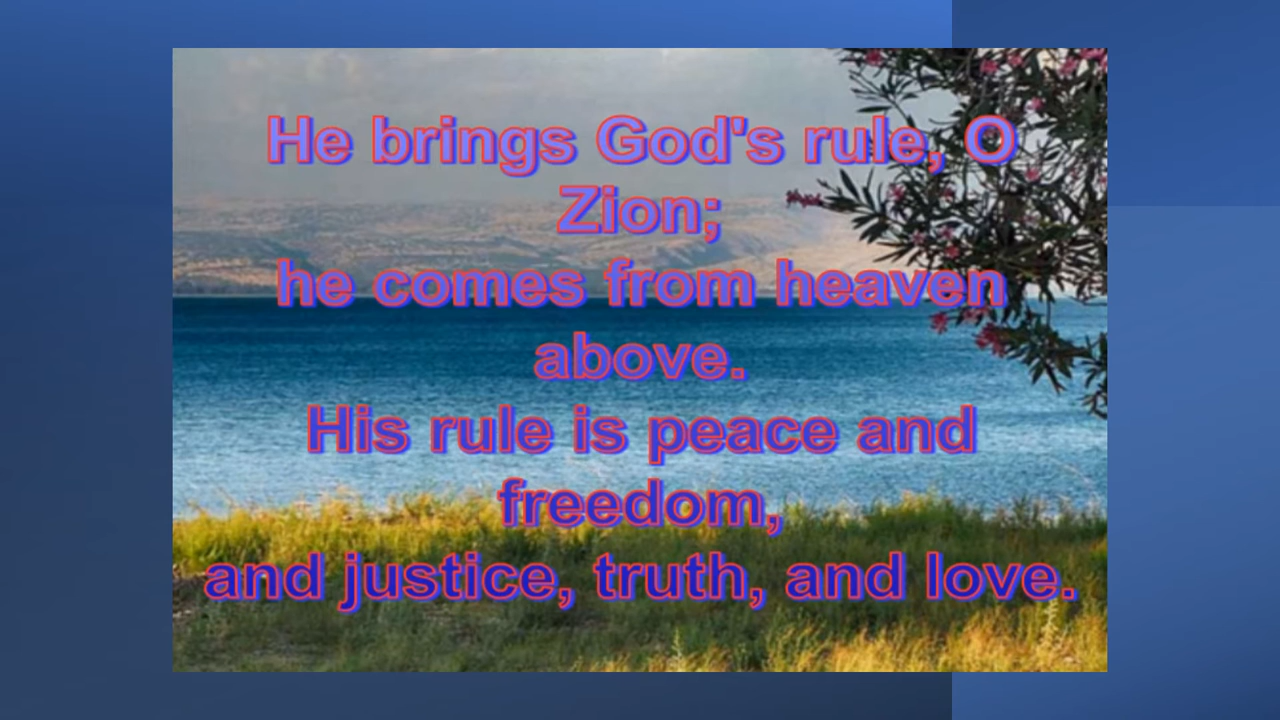 He brings God's rule, O
Zion;
he comes from heaven
above.
His rule is peace and
freedom,
and justice, truth, and love.